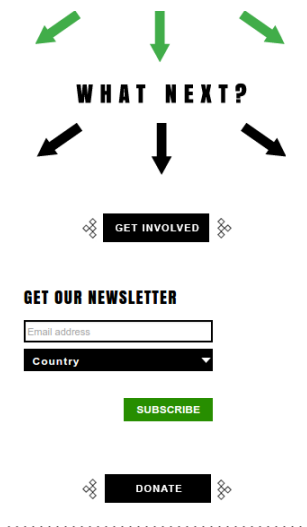 WHAT NEXT?
GET INVOLVED
GET OUR NEWSLETTER
Email address
Country
SUBSCRIBE
DONATE